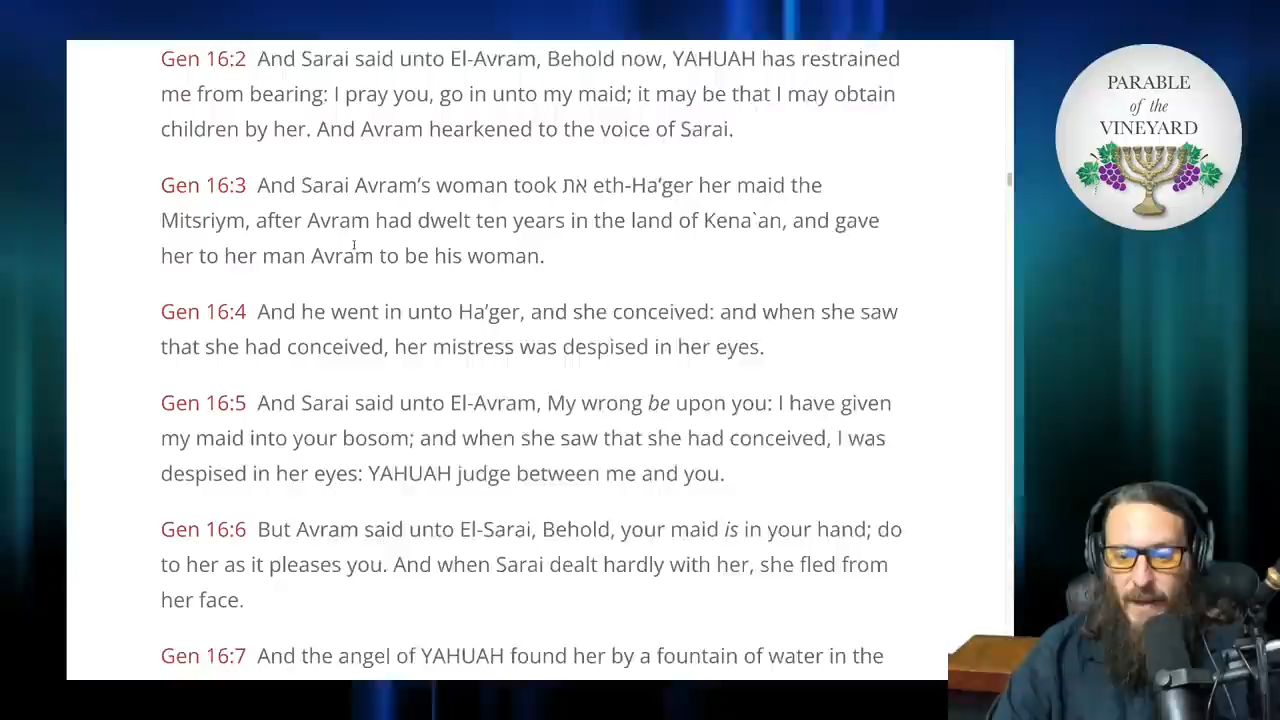 Gen 16:2 And Sarai said unto El-Avram, Behold now, YAHUAH has restrained
me from bearing: I pray you, go in unto my maid; it may be that I may obtain
children by her. And Avram hearkened to the voice of Sarai.
Gen 16:3 And Sarai Avram’s woman took את eth-Ha’ger her maid the
Mitsriym, after Avram had dwelt ten years in the land of Kena`an, and gave
her to her man Avram to be his woman.
Gen 16:4 And he went in unto Ha’ger, and she conceived: and when she saw
that she had conceived, her mistress was despised in her eyes.
Gen 16:5 And Sarai said unto El-Avram, My wrong be upon you: I have given
my maid into your bosom; and when she saw that she had conceived, I was
despised in her eyes: YAHUAH judge between me and you.
Gen 16:6 But Avram said unto El-Sarai, Behold, your maid is in your hand; do
to her as it pleases you. And when Sarai dealt hardly with her, she fled from
her face.
Gen 16:7 And the angel of YAHUAH found her by a fountain of water in the
PARABLE
of the
VINEYARD